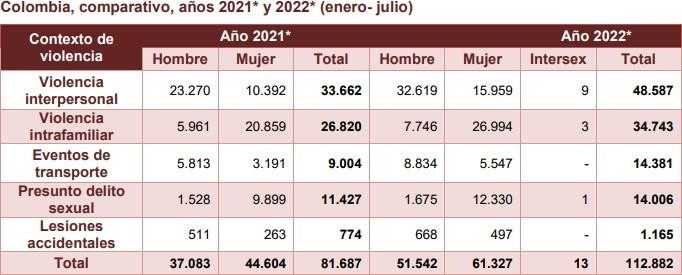 Colombia, comparativo, años 2021* y 2022* (enero- julio)
Contexto de violencia Año 2021* Año 2022*
Hombre Mujer Total Hombre Mujer Intersex Total
Violencia interpersonal 23.270 10.392 33.662 32.619 15.959 9 48.587
Violencia intrafamiliar 5.961 20.859 26.820 7.746 26.994 3 34.743
Eventos de transporte 5.813 3.191 9.004 8.834 5.547 - 14.381
Presunto delito sexual 1.528 9.899 11.427 1.675 12.330 1 14.006
Lesiones accidentales 511 263 774 668 497 - 1.165
Total 37.083 44.604 81.687 51.542 61.327 13 112.882